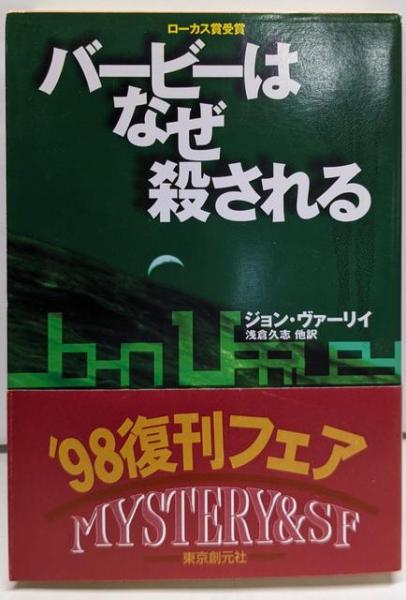 ローカス賞受賞
バービーは
なぜ
殺される
ジョン・ヴァーリイ
浅倉久志 他訳
'98復刊フェア
MYSTERY&SF
東京創元社